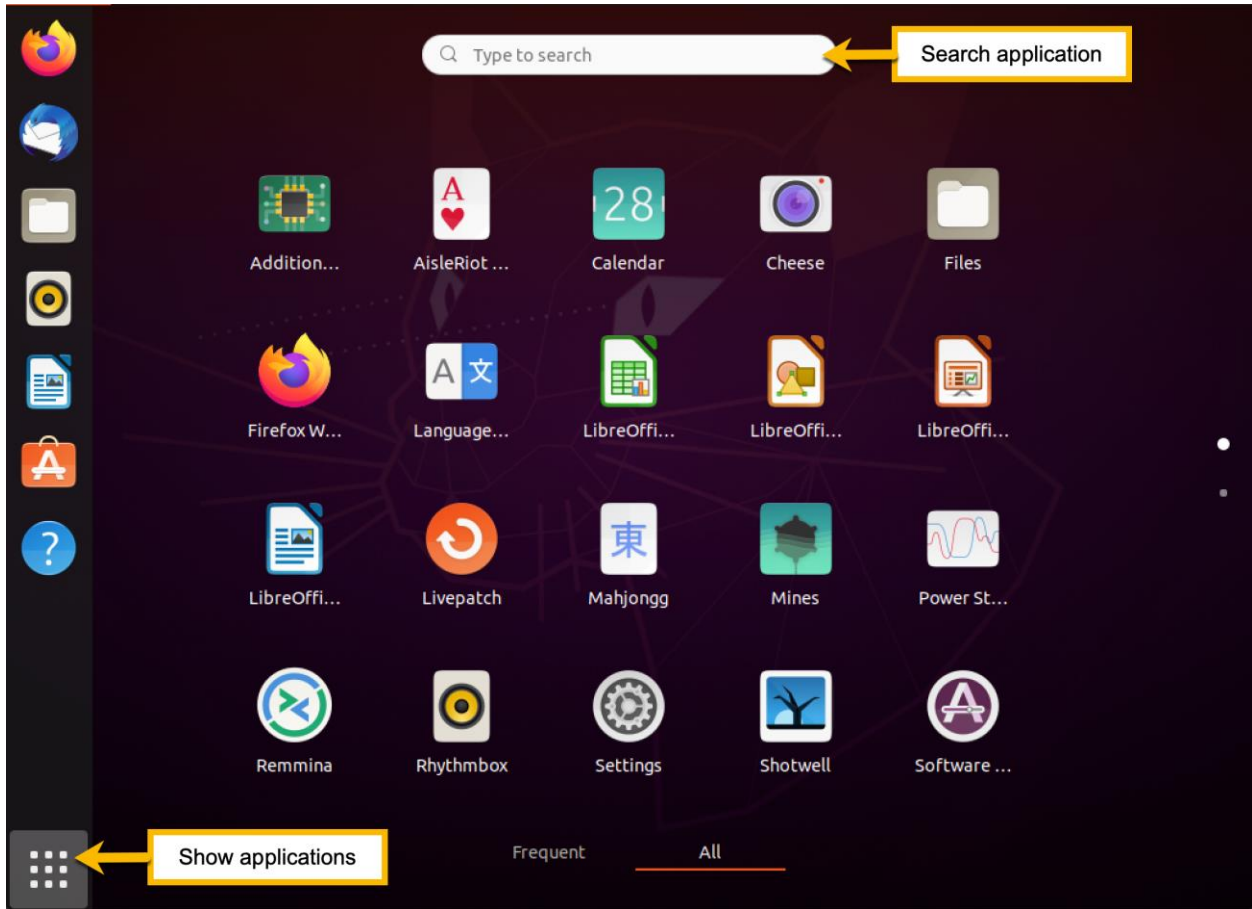 Type to search
Search application
A
28
Addition...
AisleRiot ...
Calendar
Cheese
Files
A 文
Firefox W...
Language...
LibreOffi...
LibreOffi...
LibreOffi...
?
東
LibreOffi...
Livepatch
Mahjongg
Mines
Power St...
Remmina
Rhythmbox
Settings
Shotwell
Software ...
Show applications
Frequent
All